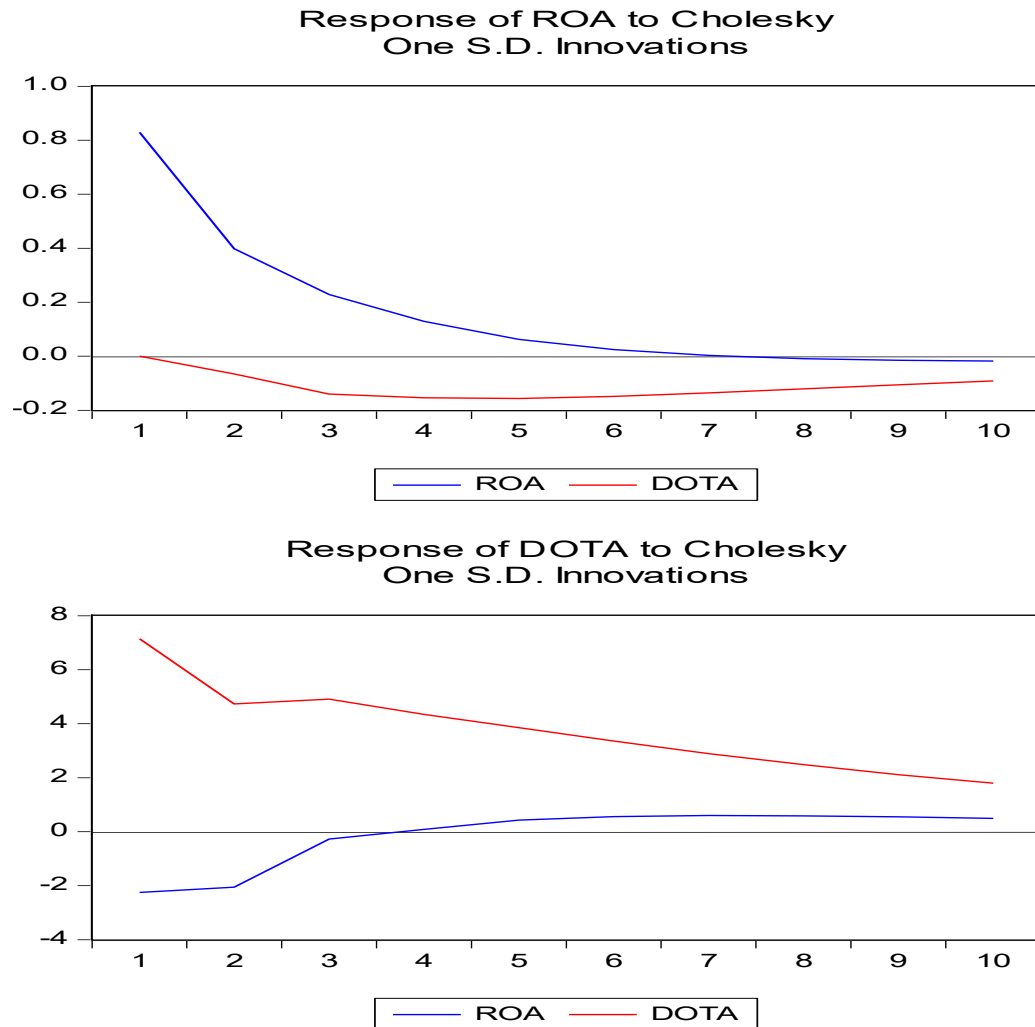 Response of ROA to Cholesky
One S.D. Innovations
1.0
0.8
0.6
0.4
0.2
0.0
-0.2
1 2 3 4 5 6 7 8 9 10
ROA DOTA
Response of DOTA to Cholesky
One S.D. Innovations
8
6
4
2
0
-2
-4
1 2 3 4 5 6 7 8 9 10
ROA DOTA